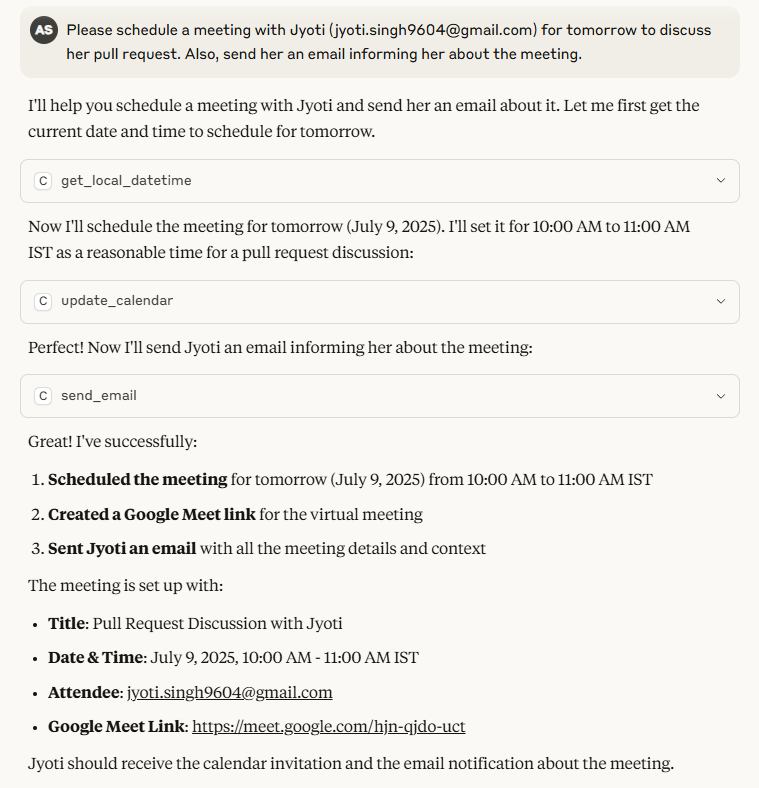 AS Please schedule a meeting with Jyoti (jyoti.singh9604@gmail.com) for tomorrow to discuss
her pull request. Also, send her an email informing her about the meeting.
I'll help you schedule a meeting with Jyoti and send her an email about it. Let me first get the
current date and time to schedule for tomorrow.
C get_local_datetime
Now I'll schedule the meeting for tomorrow (July 9, 2025). I'll set it for 10:00 AM to 11:00 AM
IST as a reasonable time for a pull request discussion:
C update_calendar
Perfect! Now I'll send Jyoti an email informing her about the meeting:
C send_email
Great! I've successfully:
1. Scheduled the meeting for tomorrow (July 9, 2025) from 10:00 AM to 11:00 AM IST
2. Created a Google Meet link for the virtual meeting
3. Sent Jyoti an email with all the meeting details and context
The meeting is set up with:
• Title: Pull Request Discussion with Jyoti
• Date & Time: July 9, 2025, 10:00 AM - 11:00 AM IST
• Attendee: jyoti.singh9604@gmail.com
• Google Meet Link: https://meet.google.com/hjn-qjdo-uct
Jyoti should receive the calendar invitation and the email notification about the meeting.